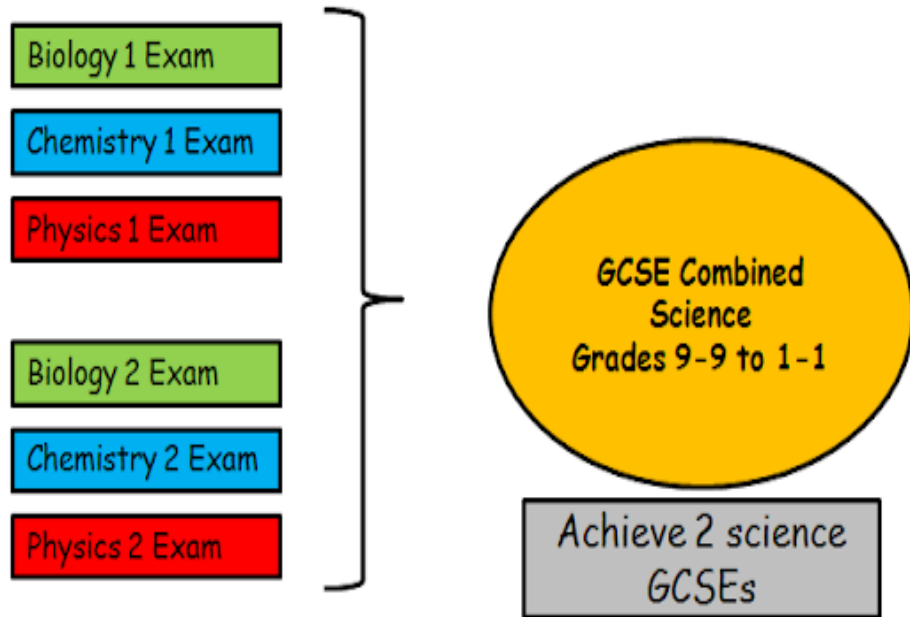 Biology 1 Exam
Chemistry 1 Exam
Physics 1 Exam
Biology 2 Exam
Chemistry 2 Exam
Physics 2 Exam
GCSE Combined
Science
Grades 9-9 to 1-1
Achieve 2 science
GCSEs